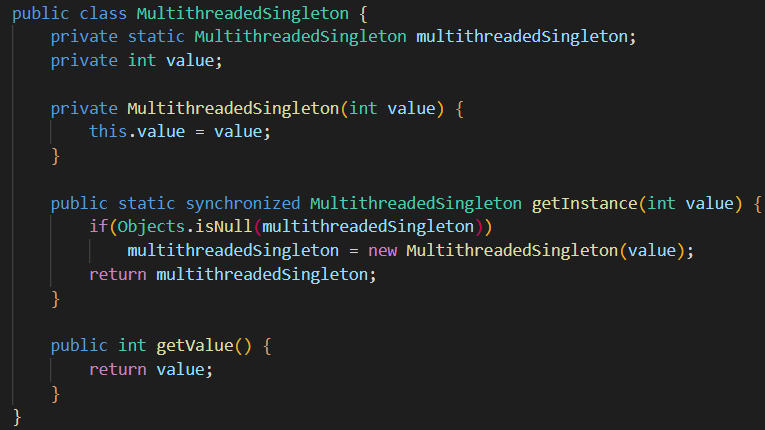 public class MultithreadedSingleton {
    private static MultithreadedSingleton multithreadedSingleton;
    private int value;

    private MultithreadedSingleton(int value) {
        this.value = value;
    }

    public static synchronized MultithreadedSingleton getInstance(int value) {
        if(Objects.isNull(multithreadedSingleton))
            multithreadedSingleton = new MultithreadedSingleton(value);
        return multithreadedSingleton;
    }

    public int getValue() {
        return value;
    }
}